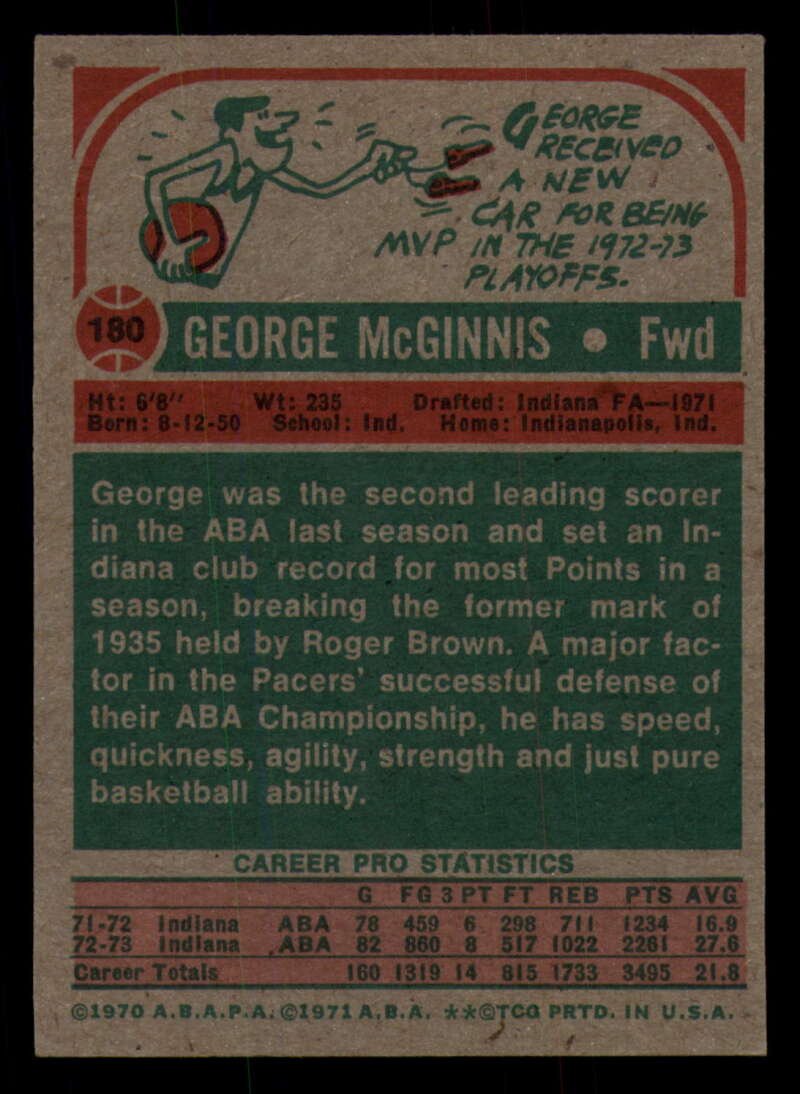 GEORGE
RECEIVED
A NEW
CAR FOR BEING
MVP IN THE 1972-73
PLAYOFFS.
180 GEORGE McGINNIS • Fwd
Ht: 6'8" Wt: 235 Drafted: Indiana FA—1971
Born: 8-12-50 School: Ind. Home: Indianapolis, Ind.
George was the second leading scorer
in the ABA last season and set an In-
diana club record for most Points in a
season, breaking the former mark of
1935 held by Roger Brown. A major fac-
tor in the Pacers' successful defense of
their ABA Championship, he has speed,
quickness, agility, strength and just pure
basketball ability.
CAREER PRO STATISTICS
G FG 3 PT FT REB PTS AVG
71-72 Indiana ABA 78 459 6 298 711 1234 16.9
72-73 Indiana ABA 82 860 8 517 1022 2261 27.6
Career Totals 160 1319 14 815 1733 3495 21.8
©1970 A.B.A.P.A. ©1971 A.B.A. **©TCG PRTD. IN U.S.A.